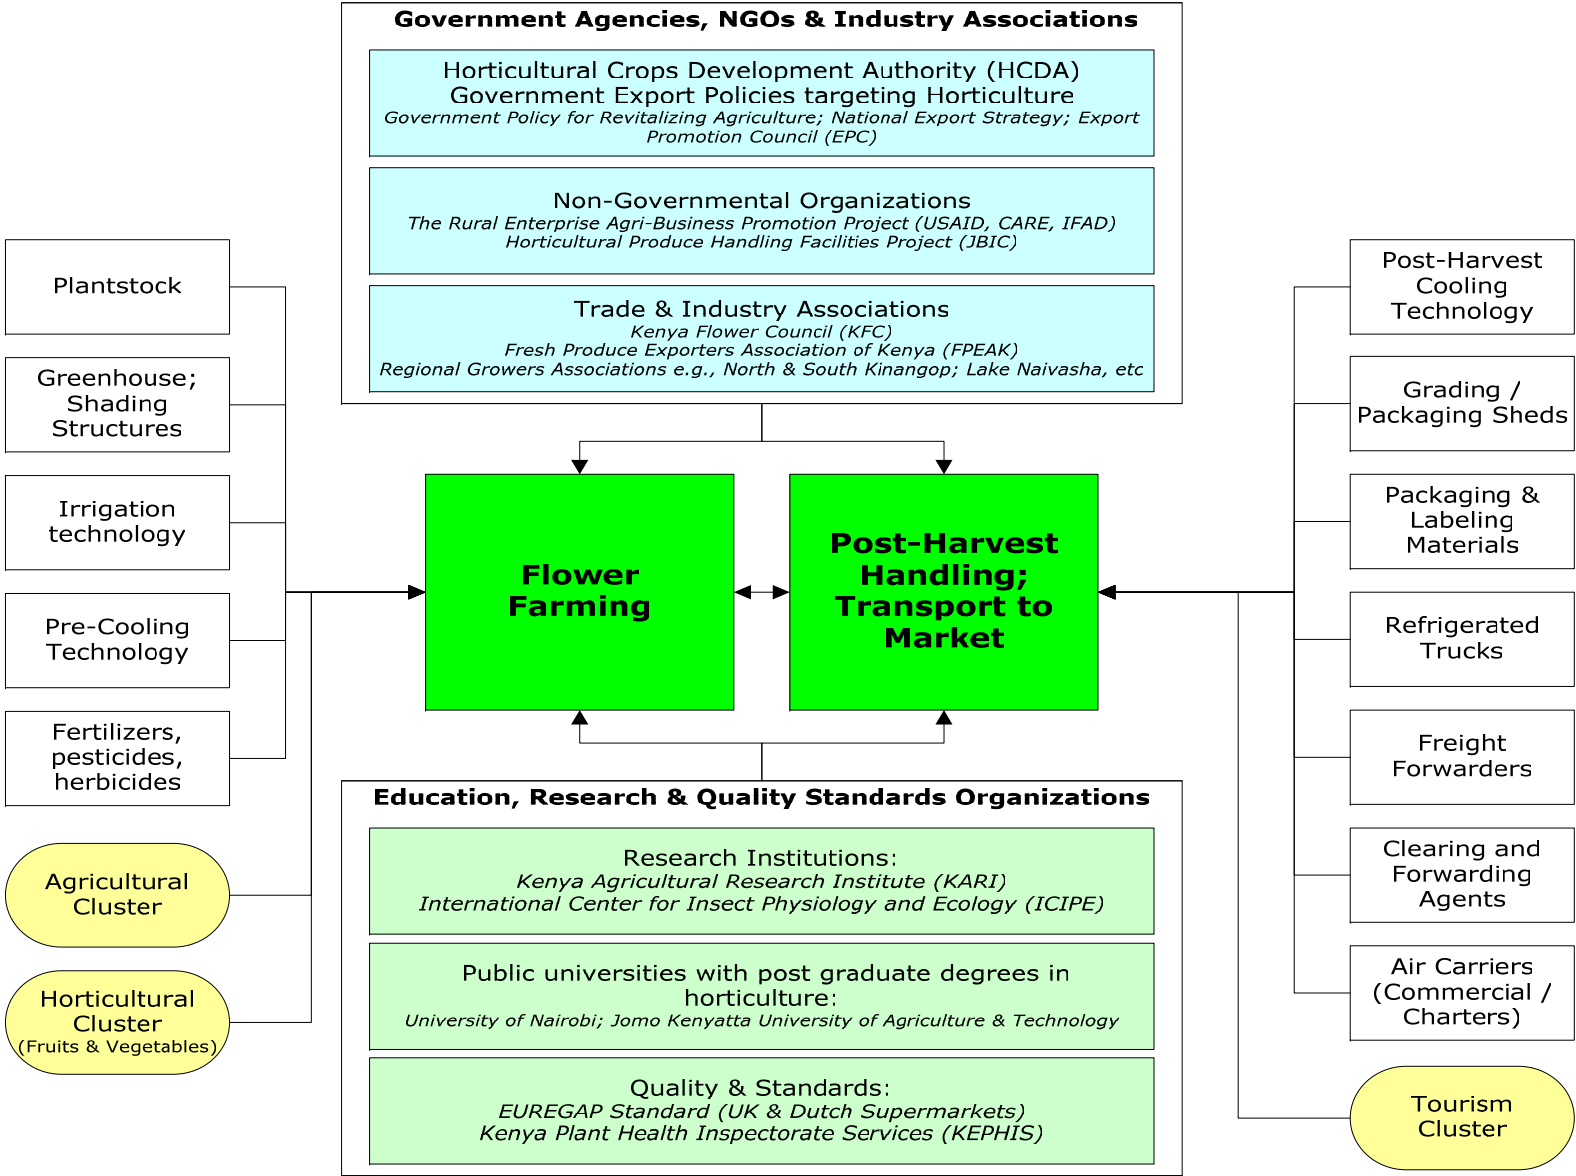 Government Agencies, NGOs & Industry Associations
Horticultural Crops Development Authority (HCDA)
Government Export Policies targeting Horticulture
Government Policy for Revitalizing Agriculture; National Export Strategy; Export
Promotion Council (EPC)
Non-Governmental Organizations
The Rural Enterprise Agri-Business Promotion Project (USAID, CARE, IFAD)
Horticultural Produce Handling Facilities Project (JBIC)
Trade & Industry Associations
Kenya Flower Council (KFC)
Fresh Produce Exporters Association of Kenya (FPEAK)
Regional Growers Associations e.g., North & South Kinangop; Lake Naivasha, etc
Plantstock
Greenhouse;
Shading
Structures
Irrigation
technology
Pre-Cooling
Technology
Fertilizers,
pesticides,
herbicides
Agricultural
Cluster
Horticultural
Cluster
(Fruits & Vegetables)
Flower
Farming
Post-Harvest
Handling;
Transport to
Market
Post-Harvest
Cooling
Technology
Grading /
Packaging Sheds
Packaging &
Labeling
Materials
Refrigerated
Trucks
Freight
Forwarders
Clearing and
Forwarding
Agents
Air Carriers
(Commercial /
Charters)
Tourism
Cluster
Education, Research & Quality Standards Organizations
Research Institutions:
Kenya Agricultural Research Institute (KARI)
International Center for Insect Physiology and Ecology (ICIPE)
Public universities with post graduate degrees in
horticulture:
University of Nairobi; Jomo Kenyatta University of Agriculture & Technology
Quality & Standards:
EUREGAP Standard (UK & Dutch Supermarkets)
Kenya Plant Health Inspectorate Services (KEPHIS)